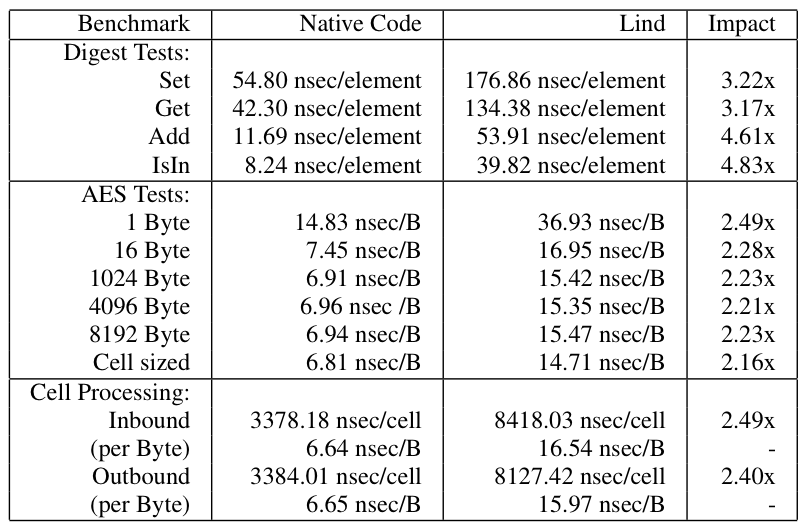 Benchmark Native Code Lind Impact
Digest Tests:
Set 54.80 nsec/element 176.86 nsec/element 3.22x
Get 42.30 nsec/element 134.38 nsec/element 3.17x
Add 11.69 nsec/element 53.91 nsec/element 4.61x
IsIn 8.24 nsec/element 39.82 nsec/element 4.83x
AES Tests:
1 Byte 14.83 nsec/B 36.93 nsec/B 2.49x
16 Byte 7.45 nsec/B 16.95 nsec/B 2.28x
1024 Byte 6.91 nsec/B 15.42 nsec/B 2.23x
4096 Byte 6.96 nsec /B 15.35 nsec/B 2.21x
8192 Byte 6.94 nsec/B 15.47 nsec/B 2.23x
Cell sized 6.81 nsec/B 14.71 nsec/B 2.16x
Cell Processing:
Inbound 3378.18 nsec/cell 8418.03 nsec/cell 2.49x
(per Byte) 6.64 nsec/B 16.54 nsec/B -
Outbound 3384.01 nsec/cell 8127.42 nsec/cell 2.40x
(per Byte) 6.65 nsec/B 15.97 nsec/B -